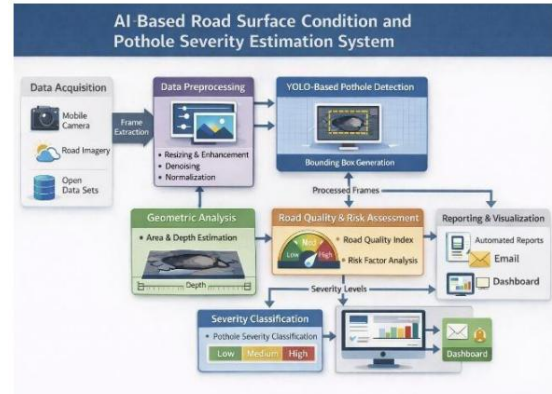 AI-Based Road Surface Condition and
Pothole Severity Estimation System
Data Acquisition
Mobile
Camera
Road Imagery
Open
Data Sets
Frame
Extraction
Data Preprocessing
• Resizing & Enhancement
• Denoising
• Normalization
YOLO-Based Pothole Detection
Bounding Box Generation
Processed Frames
Geometric Analysis
• Area & Depth Estimation
Depth
Road Quality & Risk Assessment
Low
Med
High
• Road Quality Index
• Risk Factor Analysis
Reporting & Visualization
Automated Reports
Email
Dashboard
Severity Levels
Severity Classification
• Pothole Severity Classification
Low
Medium
High
Dashboard